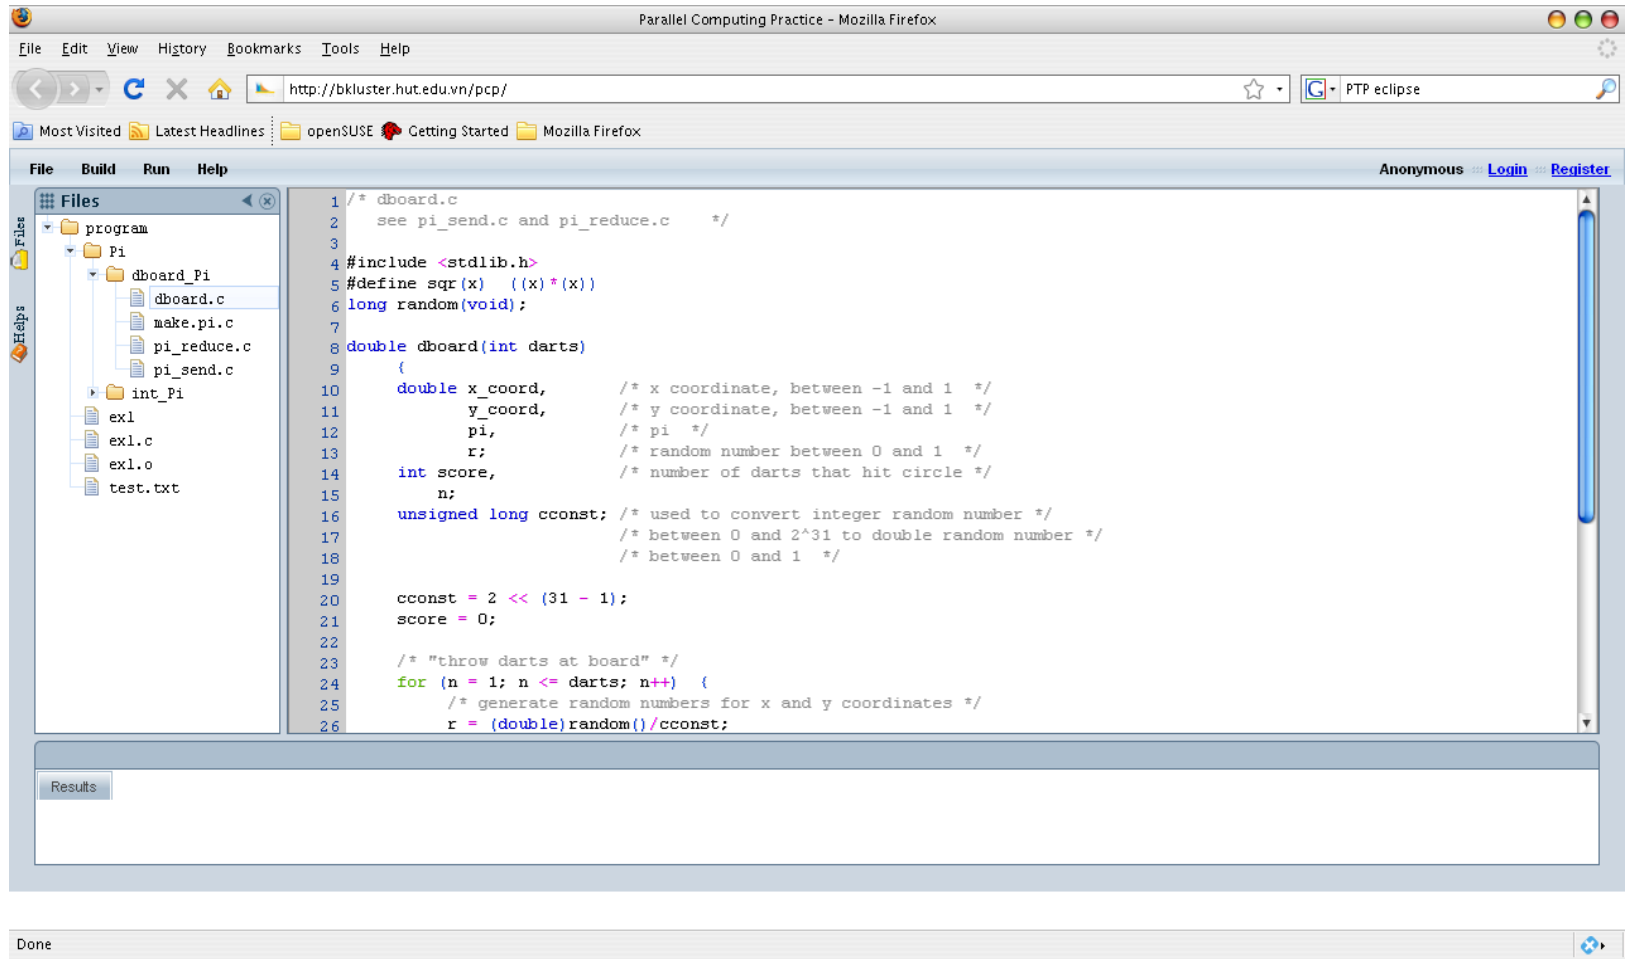 Parallel Computing Practice - Mozilla Firefox
File Edit View History Bookmarks Tools Help
http://bkluster.hut.edu.vn/pcp/
G PTP eclipse
Most Visited Latest Headlines openSUSE Getting Started Mozilla Firefox
File Build Run Help
Anonymous Login Register
Files
Helps
Files
program
Pi
dboard_Pi
dboard.c
make.pi.c
pi_reduce.c
pi_send.c
int_Pi
ex1
ex1.c
ex1.o
test.txt
1 /* dboard.c
2 see pi_send.c and pi_reduce.c */
3
4 #include <stdlib.h>
5 #define sqr(x) ((x)*(x))
6 long random(void);
7
8 double dboard(int darts)
9 {
10 double x_coord, /* x coordinate, between -1 and 1 */
11 y_coord, /* y coordinate, between -1 and 1 */
12 pi, /* pi */
13 r; /* random number between 0 and 1 */
14 int score, /* number of darts that hit circle */
15 n;
16 unsigned long cconst; /* used to convert integer random number */
17 /* between 0 and 2^31 to double random number */
18 /* between 0 and 1 */
19
20 cconst = 2 << (31 - 1);
21 score = 0;
22
23 /* "throw darts at board" */
24 for (n = 1; n <= darts; n++) {
25 /* generate random numbers for x and y coordinates */
26 r = (double)random()/cconst;
Results
Done